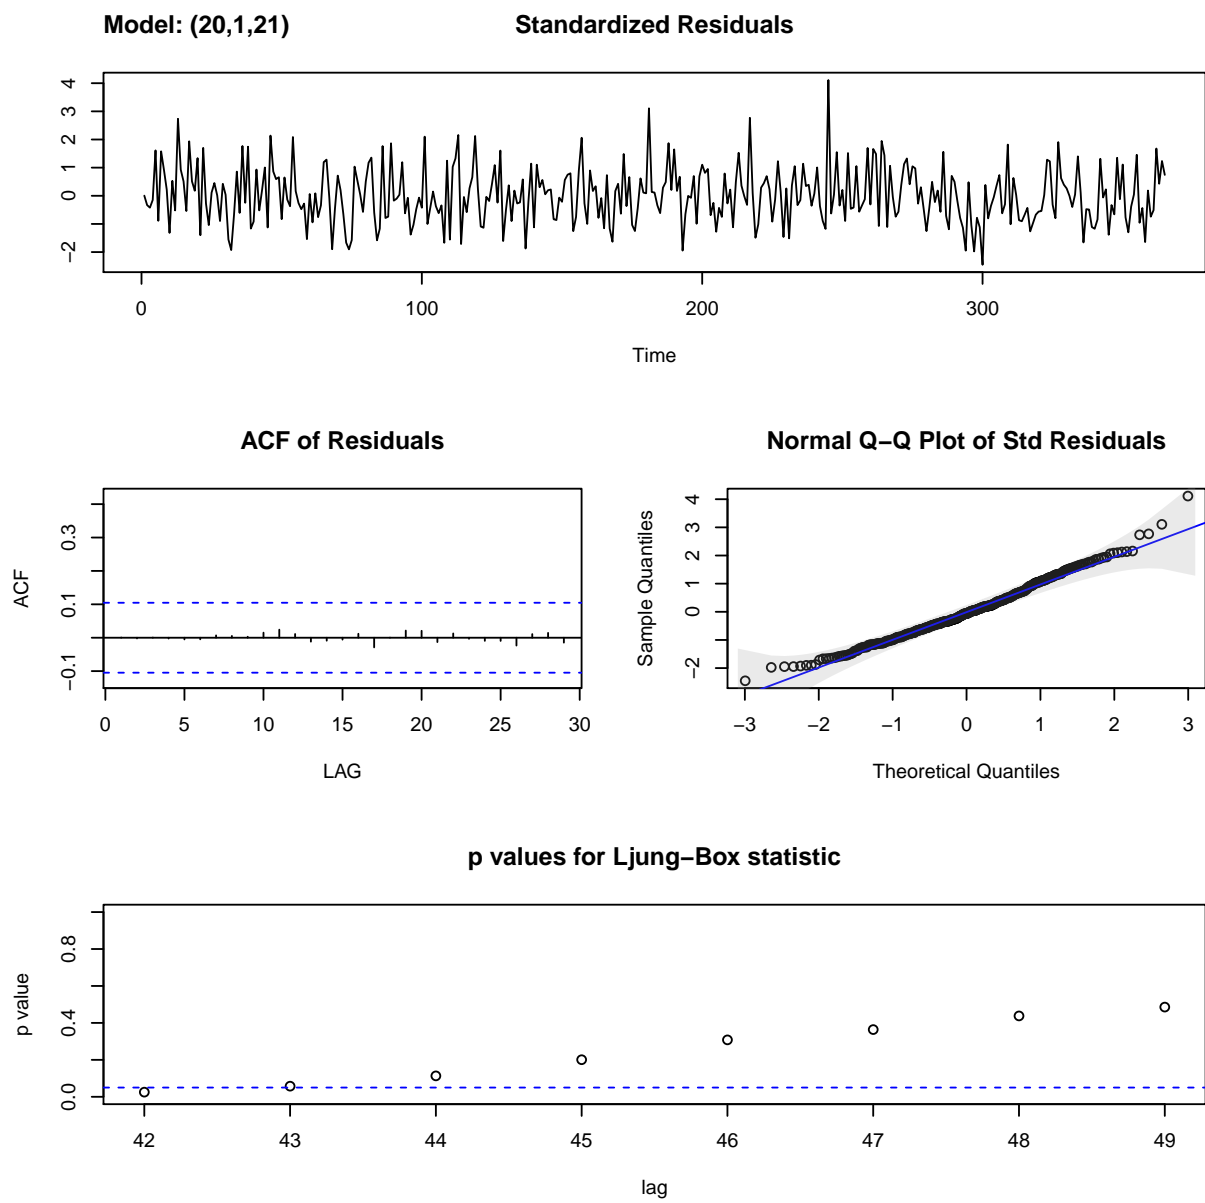 Model: (20,1,21)
Standardized Residuals
4
3
2
1
0
−2
0 100 200 300
Time
ACF of Residuals
ACF
0.3
0.1
−0.1
0 5 10 15 20 25 30
LAG
Normal Q−Q Plot of Std Residuals
Sample Quantiles
4
3
2
1
0
−2
−3 −2 −1 0 1 2 3
Theoretical Quantiles
p values for Ljung−Box statistic
p value
0.8
0.4
0.0
42 43 44 45 46 47 48 49
lag